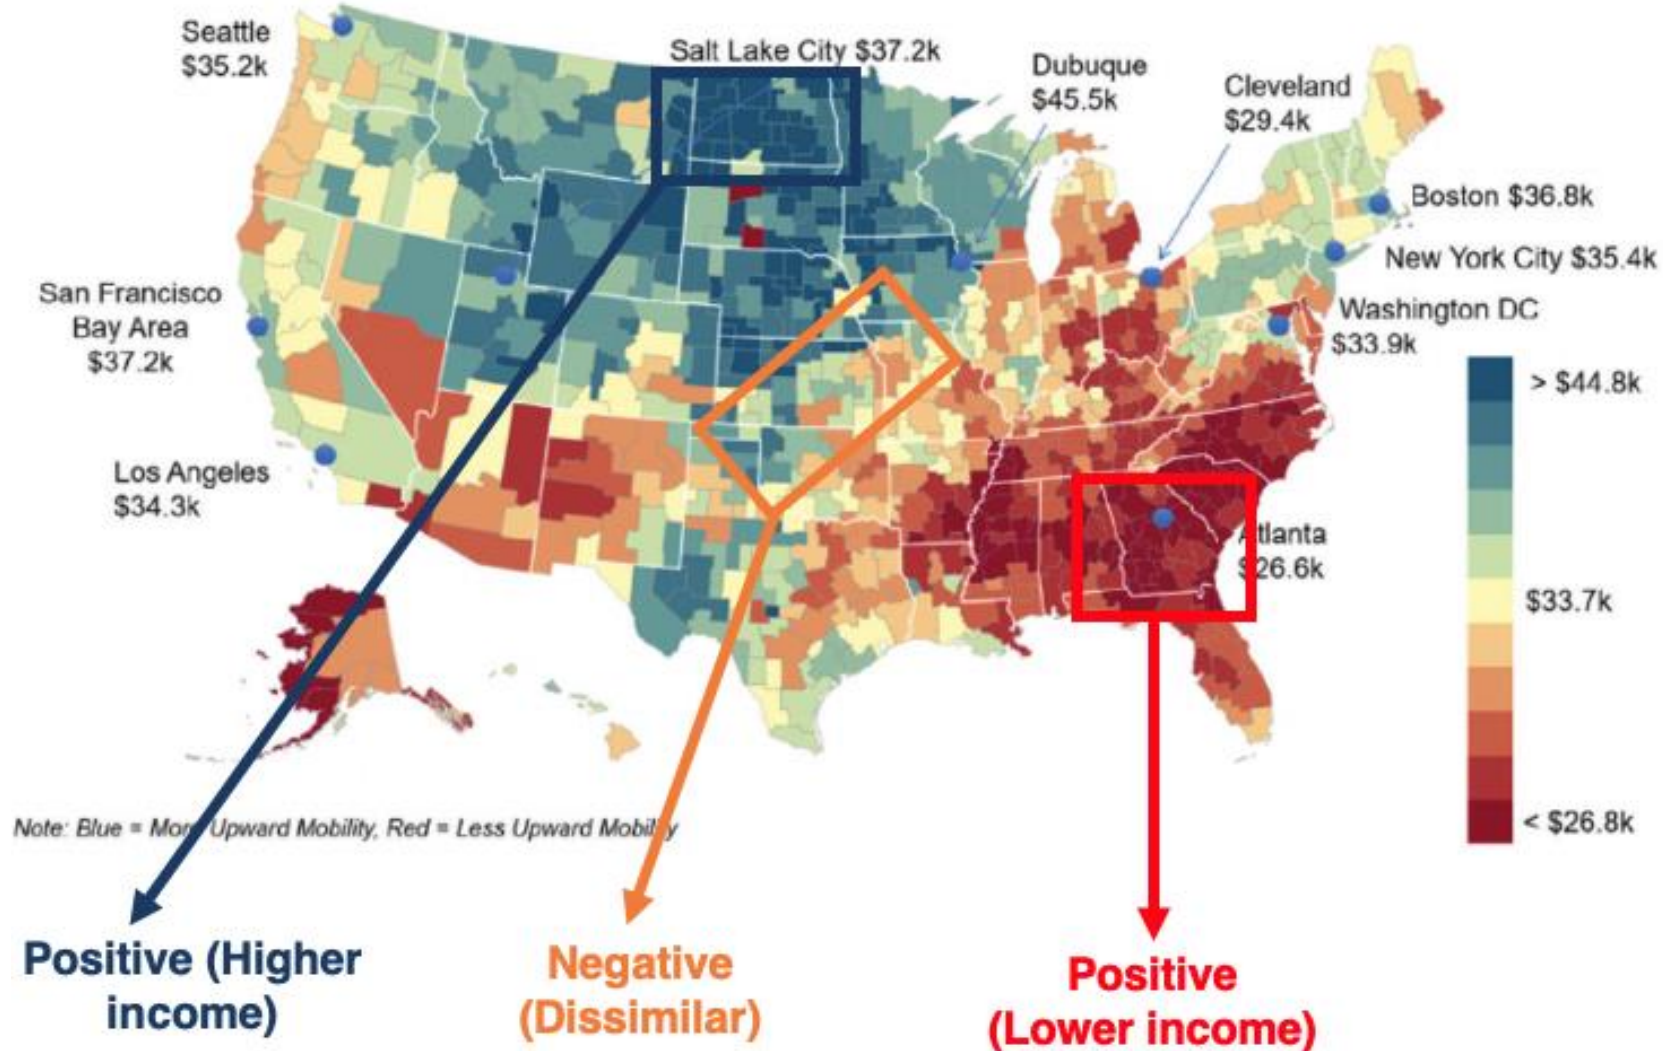 Seattle
$35.2k
Salt Lake City $37.2k
Dubuque
$45.5k
Cleveland
$29.4k
Boston $36.8k
New York City $35.4k
San Francisco
Bay Area
$37.2k
Washington DC
$33.9k
> $44.8k
Los Angeles
$34.3k
Atlanta
$26.6k
$33.7k
< $26.8k
Note: Blue = More Upward Mobility, Red = Less Upward Mobility
Positive (Higher
income)
Negative
(Dissimilar)
Positive
(Lower income)